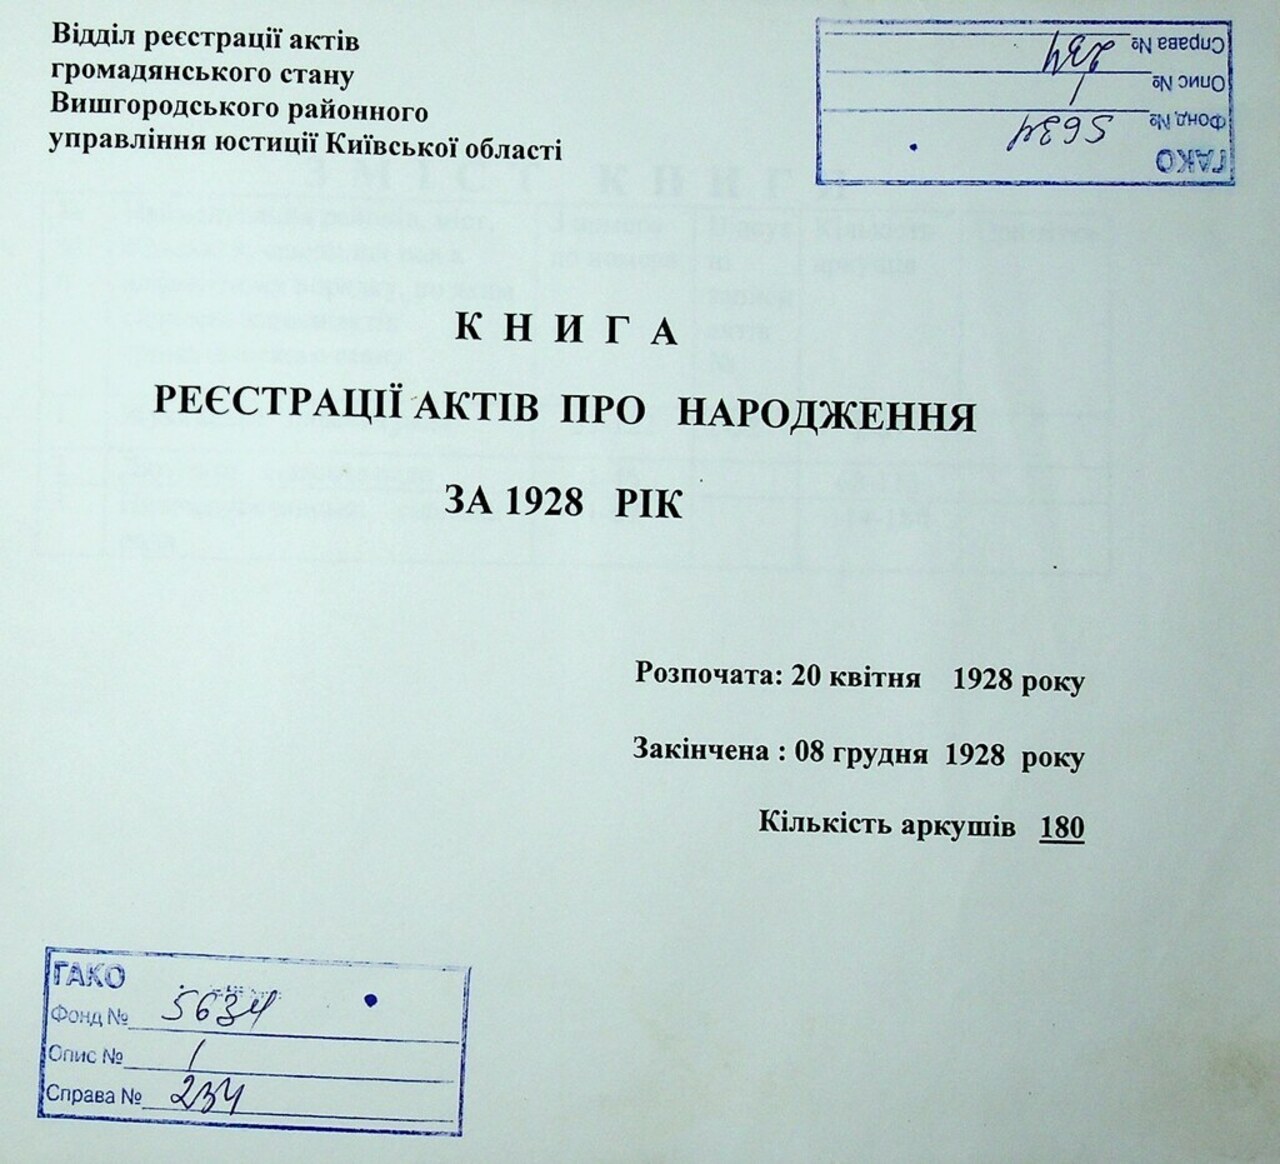 Відділ реєстрації актів
громадянського стану
Вишгородського районного
управління юстиції Київської області
ГАКО
Фонд № 5634
Опис № 1
Справа № 234
К Н И Г А
РЕЄСТРАЦІЇ АКТІВ ПРО НАРОДЖЕННЯ
ЗА 1928 РІК
Розпочата: 20 квітня 1928 року
Закінчена : 08 грудня 1928 року
Кількість аркушів 180
ГАКО
Фонд № 5634
Опис № 1
Справа № 234